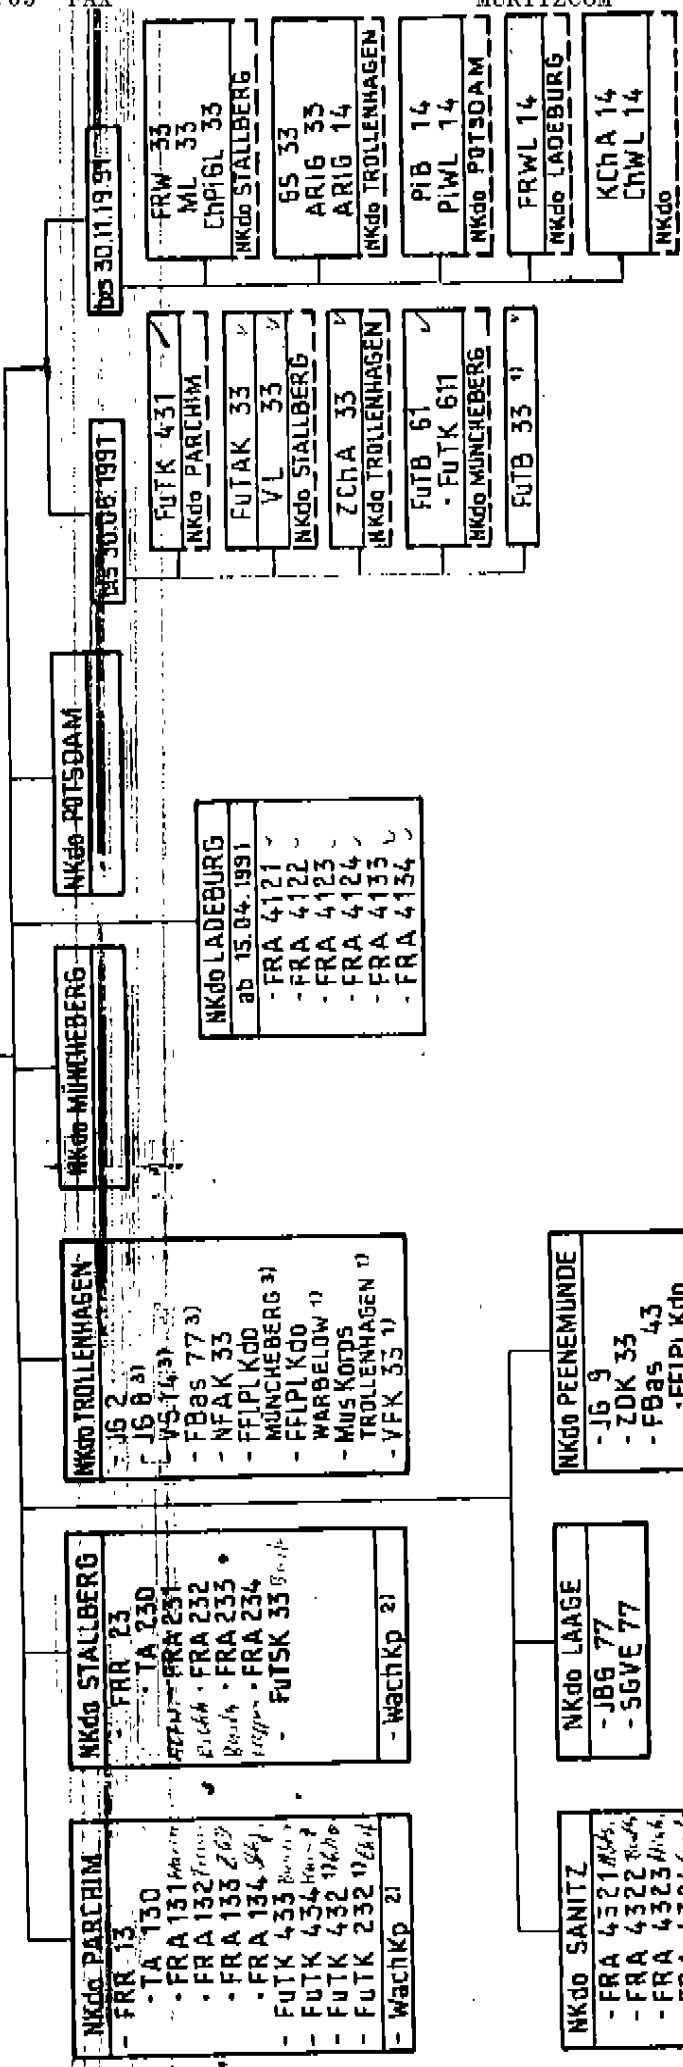 FAX
MÜRITZCOM
NKdo PARCHIM
- FRR 13
- TA 130
- FRA 131
- FRA 132
- FRA 133
- FRA 134
- FuTK 433
- FuTK 434
- FuTK 432 1)
- FuTK 232 1)
- WachKp 2)
NKdo STALLBERG
- FRR 23
- TA 230
- FRA 231
- FRA 232
- FRA 233
- FRA 234
- FuTSK 33
- WachKp 2)
NKdo TROLLENHAGEN
- JG 2
- JG 8 3)
- VS 14 3)
- FBas 77 3)
- NFAK 33
- FFLPL Kdo
MÜNCHEBERG 3)
- FFLPL Kdo
WARBELOW 1)
- MusKorps
TROLLENHAGEN 1)
- VFK 33 1)
NKdo MÜNCHEBERG
NKdo POTSDAM
bis 30.06.1991
bis 30.11.1991
NKdo LADEBURG
ab 15.04.1991
- FRA 4121
- FRA 4122
- FRA 4123
- FRA 4124
- FRA 4133
- FRA 4134
FuTK 431
NKdo PARCHIM
FuTAK 33
VL 33
NKdo STALLBERG
ZChA 33
NKdo TROLLENHAGEN
FuTB 61
- FuTK 611
NKdo MÜNCHEBERG
FuTB 33 1)
FRW 33
ML 33
ChPiGL 33
NKdo STALLBERG
GS 33
ARIG 33
ARIG 14
NKdo TROLLENHAGEN
PiB 14
PiWL 14
NKdo POTSDAM
FRWL 14
NKdo LADEBURG
KChA 14
ChWL 14
NKdo
NKdo SANITZ
- FRA 4321
- FRA 4322
- FRA 4323
NKdo LAAGE
- JBG 77
- SGVE 77
NKdo PEENEMÜNDE
- JG 9
- ZDK 33
- FBas 43
- FFLPL Kdo